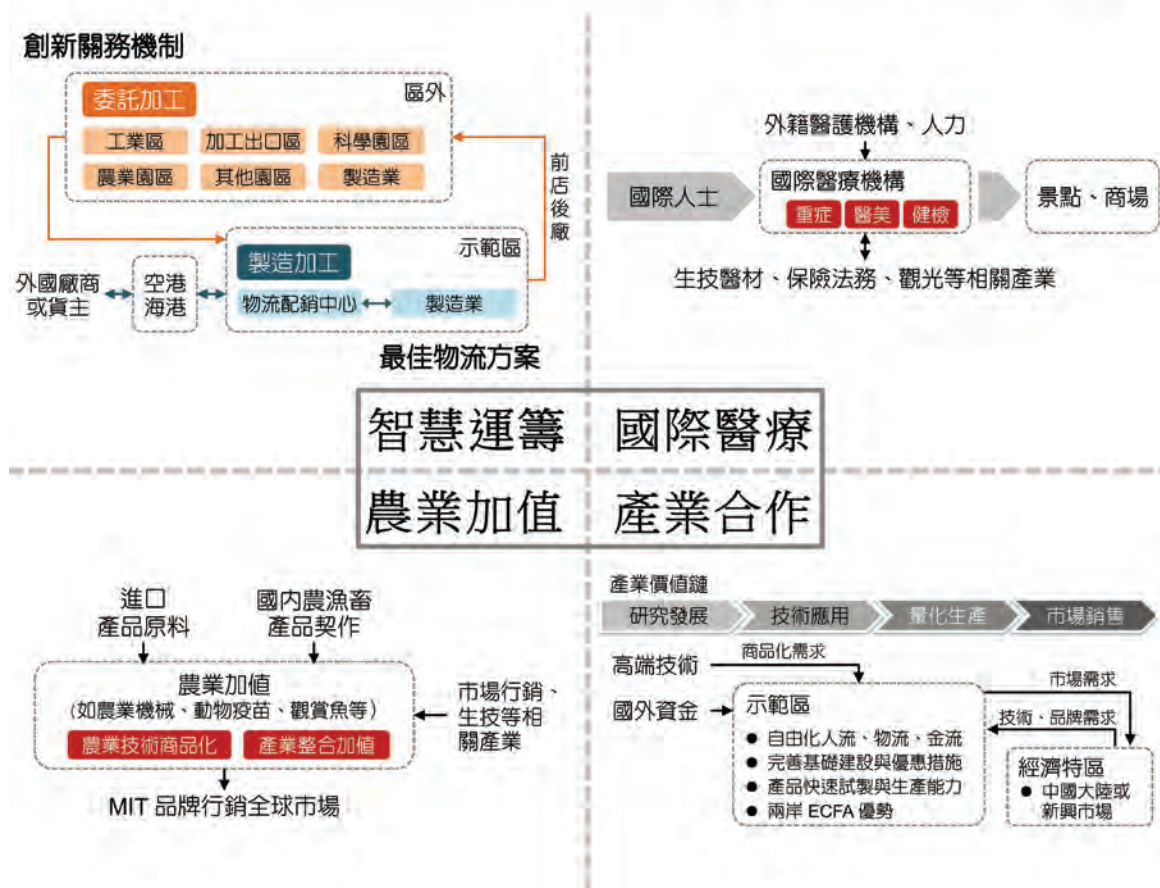 創新關務機制
區外
委託加工
工業區
加工出口區
科學園區
農業園區
其他園區
製造業
前店後廠
示範區
製造加工
外國廠商
或貨主
空港
海港
物流配銷中心
製造業
最佳物流方案
外籍醫護機構、人力
國際人士
國際醫療機構
重症
醫美
健檢
景點、商場
生技醫材、保險法務、觀光等相關產業
智慧運籌
國際醫療
農業加值
產業合作
進口
產品原料
國內農漁畜
產品契作
農業加值
(如農業機械、動物疫苗、觀賞魚等)
農業技術商品化
產業整合加值
市場行銷、
生技等相
關產業
MIT 品牌行銷全球市場
產業價值鏈
研究發展
技術應用
量化生產
市場銷售
高端技術
商品化需求
國外資金
示範區
● 自由化人流、物流、金流
● 完善基礎建設與優惠措施
● 產品快速試製與生產能力
● 兩岸 ECFA 優勢
市場需求
技術、品牌需求
經濟特區
● 中國大陸或
新興市場